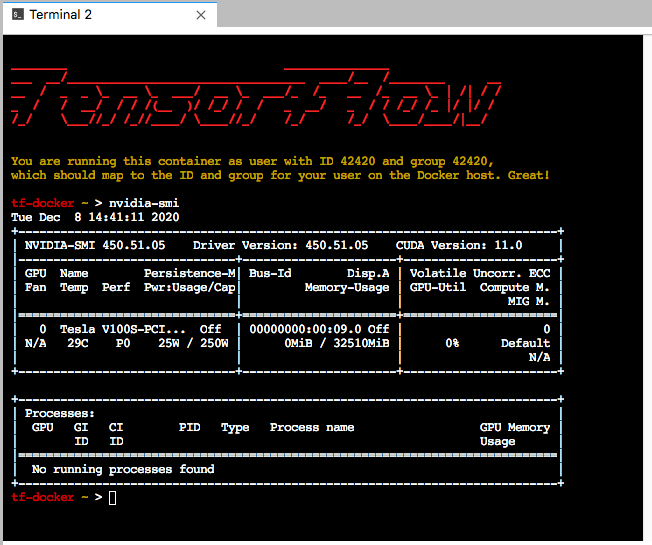 Terminal 2
TensorFlow
You are running this container as user with ID 42420 and group 42420,
which should map to the ID and group for your user on the Docker host. Great!
tf-docker ~ > nvidia-smi
Tue Dec  8 14:41:11 2020
NVIDIA-SMI 450.51.05    Driver Version: 450.51.05    CUDA Version: 11.0
GPU  Name        Persistence-M| Bus-Id        Disp.A | Volatile Uncorr. ECC
Fan  Temp  Perf  Pwr:Usage/Cap|         Memory-Usage | GPU-Util  Compute M.
MIG M.
0  Tesla V100S-PCI...  Off  | 00000000:00:09.0 Off |                    0
N/A   29C    P0    25W / 250W |      0MiB / 32510MiB |      0%      Default
N/A
Processes:
GPU   GI   CI        PID   Type   Process name                  GPU Memory
ID   ID                                                   Usage
No running processes found
tf-docker ~ >